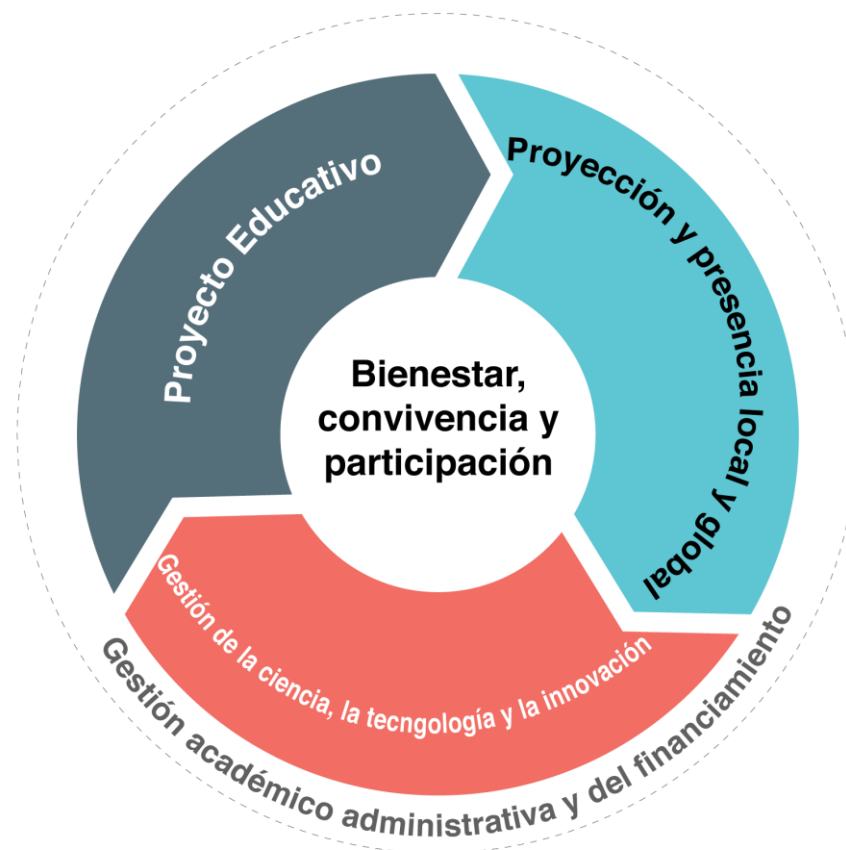 Proyecto Educativo
Proyección y presencia local y global
Bienestar,
convivencia y
participación
Gestión de la ciencia, la tecngología y la innovación
Gestión académico administrativa y del financiamiento